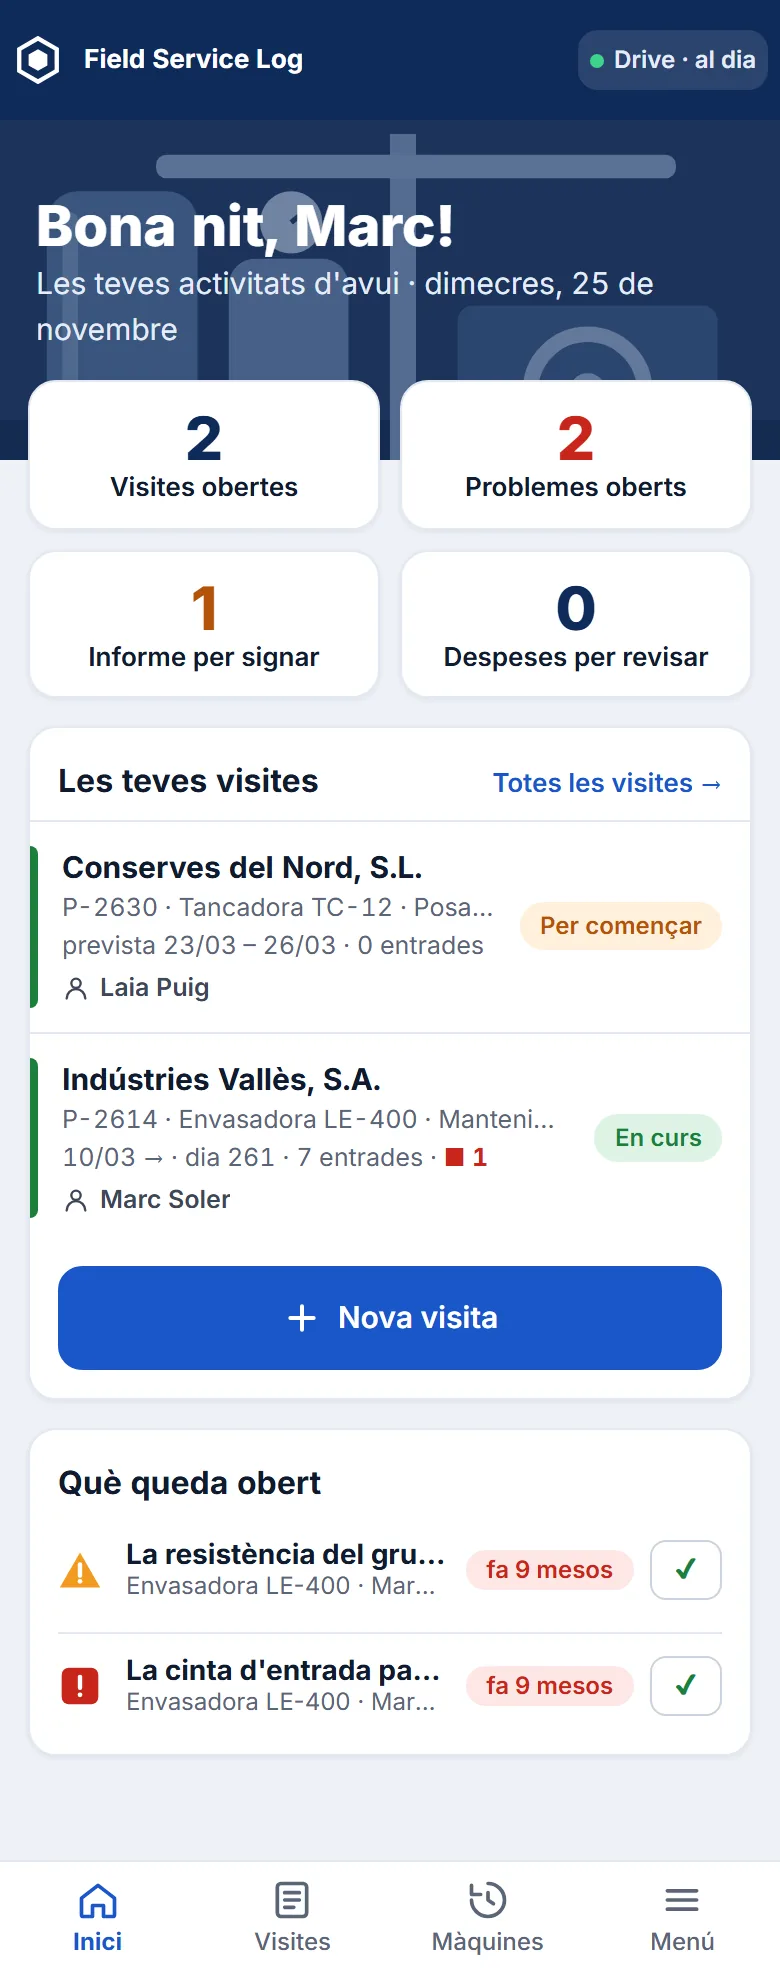 Field Service Log
Drive · al dia
Bona nit, Marc!
Les teves activitats d'avui · dimecres, 25 de
novembre
2
Visites obertes
2
Problemes oberts
1
Informe per signar
0
Despeses per revisar
Les teves visites
Totes les visites →
Conserves del Nord, S.L.
P-2630 · Tancadora TC-12 · Posa...
prevista 23/03 – 26/03 · 0 entrades
Laia Puig
Per començar
Indústries Vallès, S.A.
P-2614 · Envasadora LE-400 · Manteni...
10/03 → · dia 261 · 7 entrades · ■ 1
Marc Soler
En curs
+ Nova visita
Què queda obert
La resistència del gru...
Envasadora LE-400 · Mar...
fa 9 mesos
La cinta d'entrada pa...
Envasadora LE-400 · Mar...
fa 9 mesos
Inici
Visites
Màquines
Menú